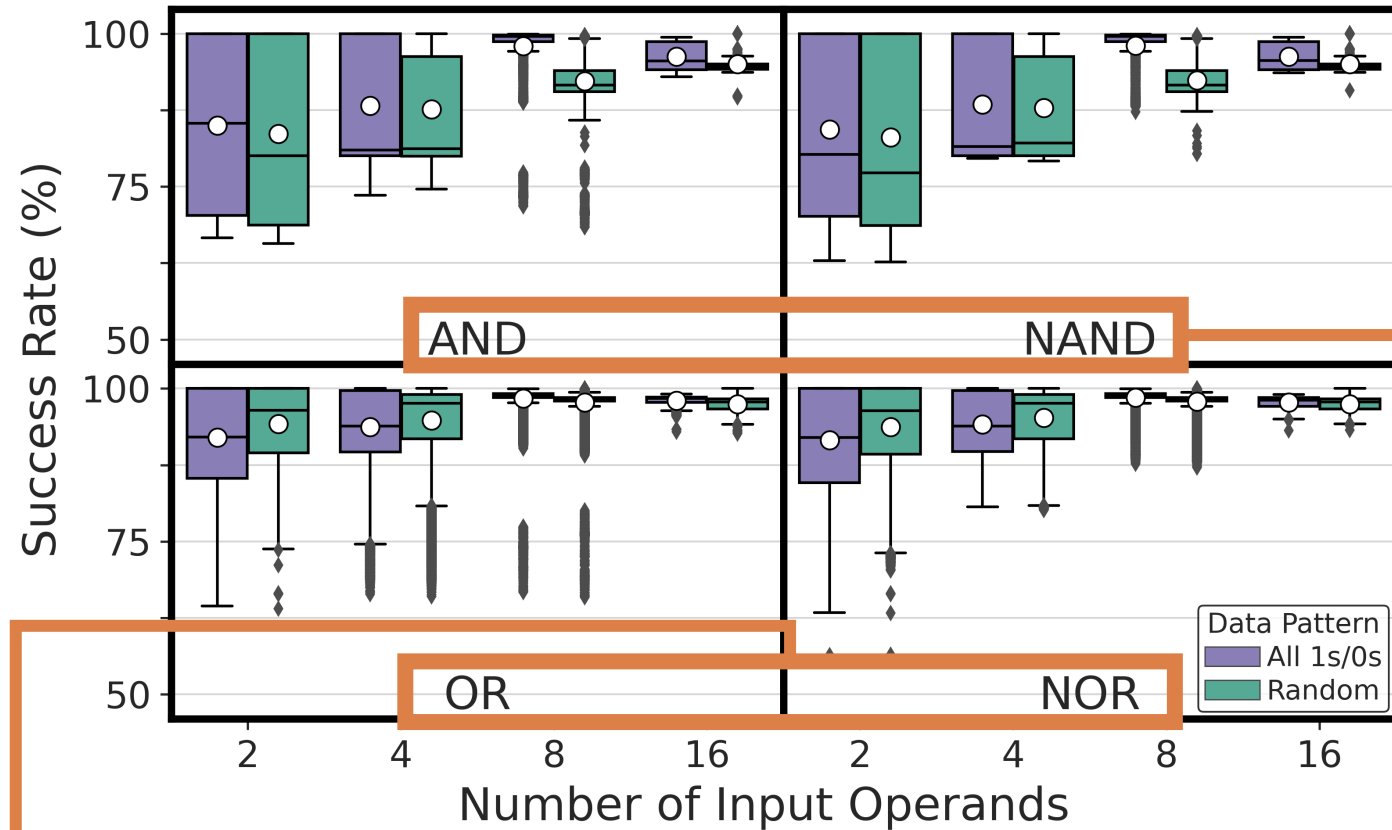 Success Rate (%)
100
75
50
AND
NAND
100
75
50
OR
NOR
Data Pattern
All 1s/0s
Random
2
4
8
16
2
4
8
16
Number of Input Operands